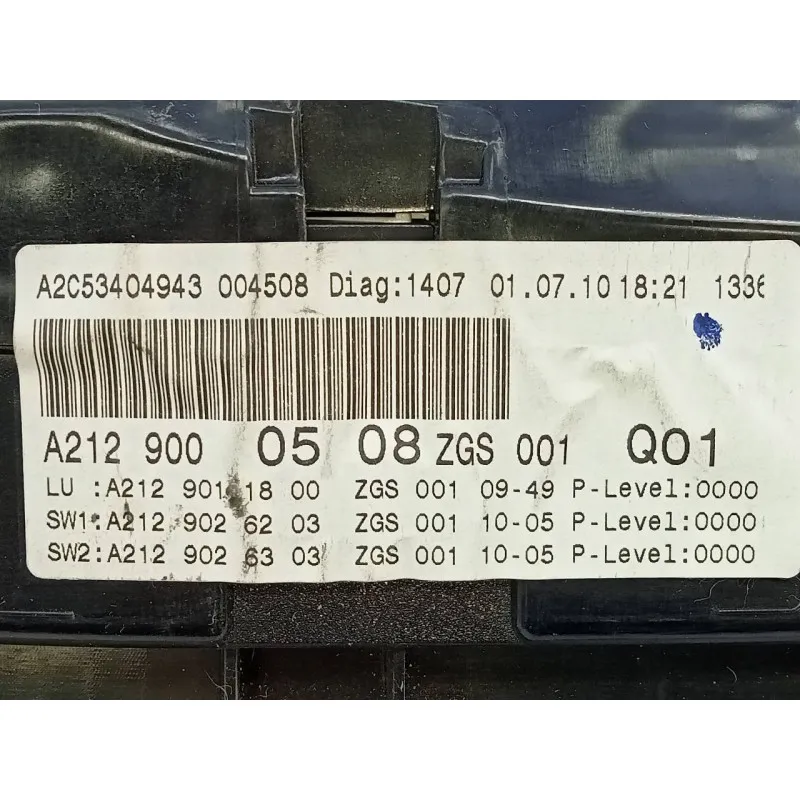 A2C53404943 004508 Diag:1407 01.07.10 18:21 1336
A212 900 05 08 ZGS 001 Q01
LU :A212 901 18 00 ZGS 001 09-49 P-Level:0000
SW1:A212 902 62 03 ZGS 001 10-05 P-Level:0000
SW2:A212 902 63 03 ZGS 001 10-05 P-Level:0000